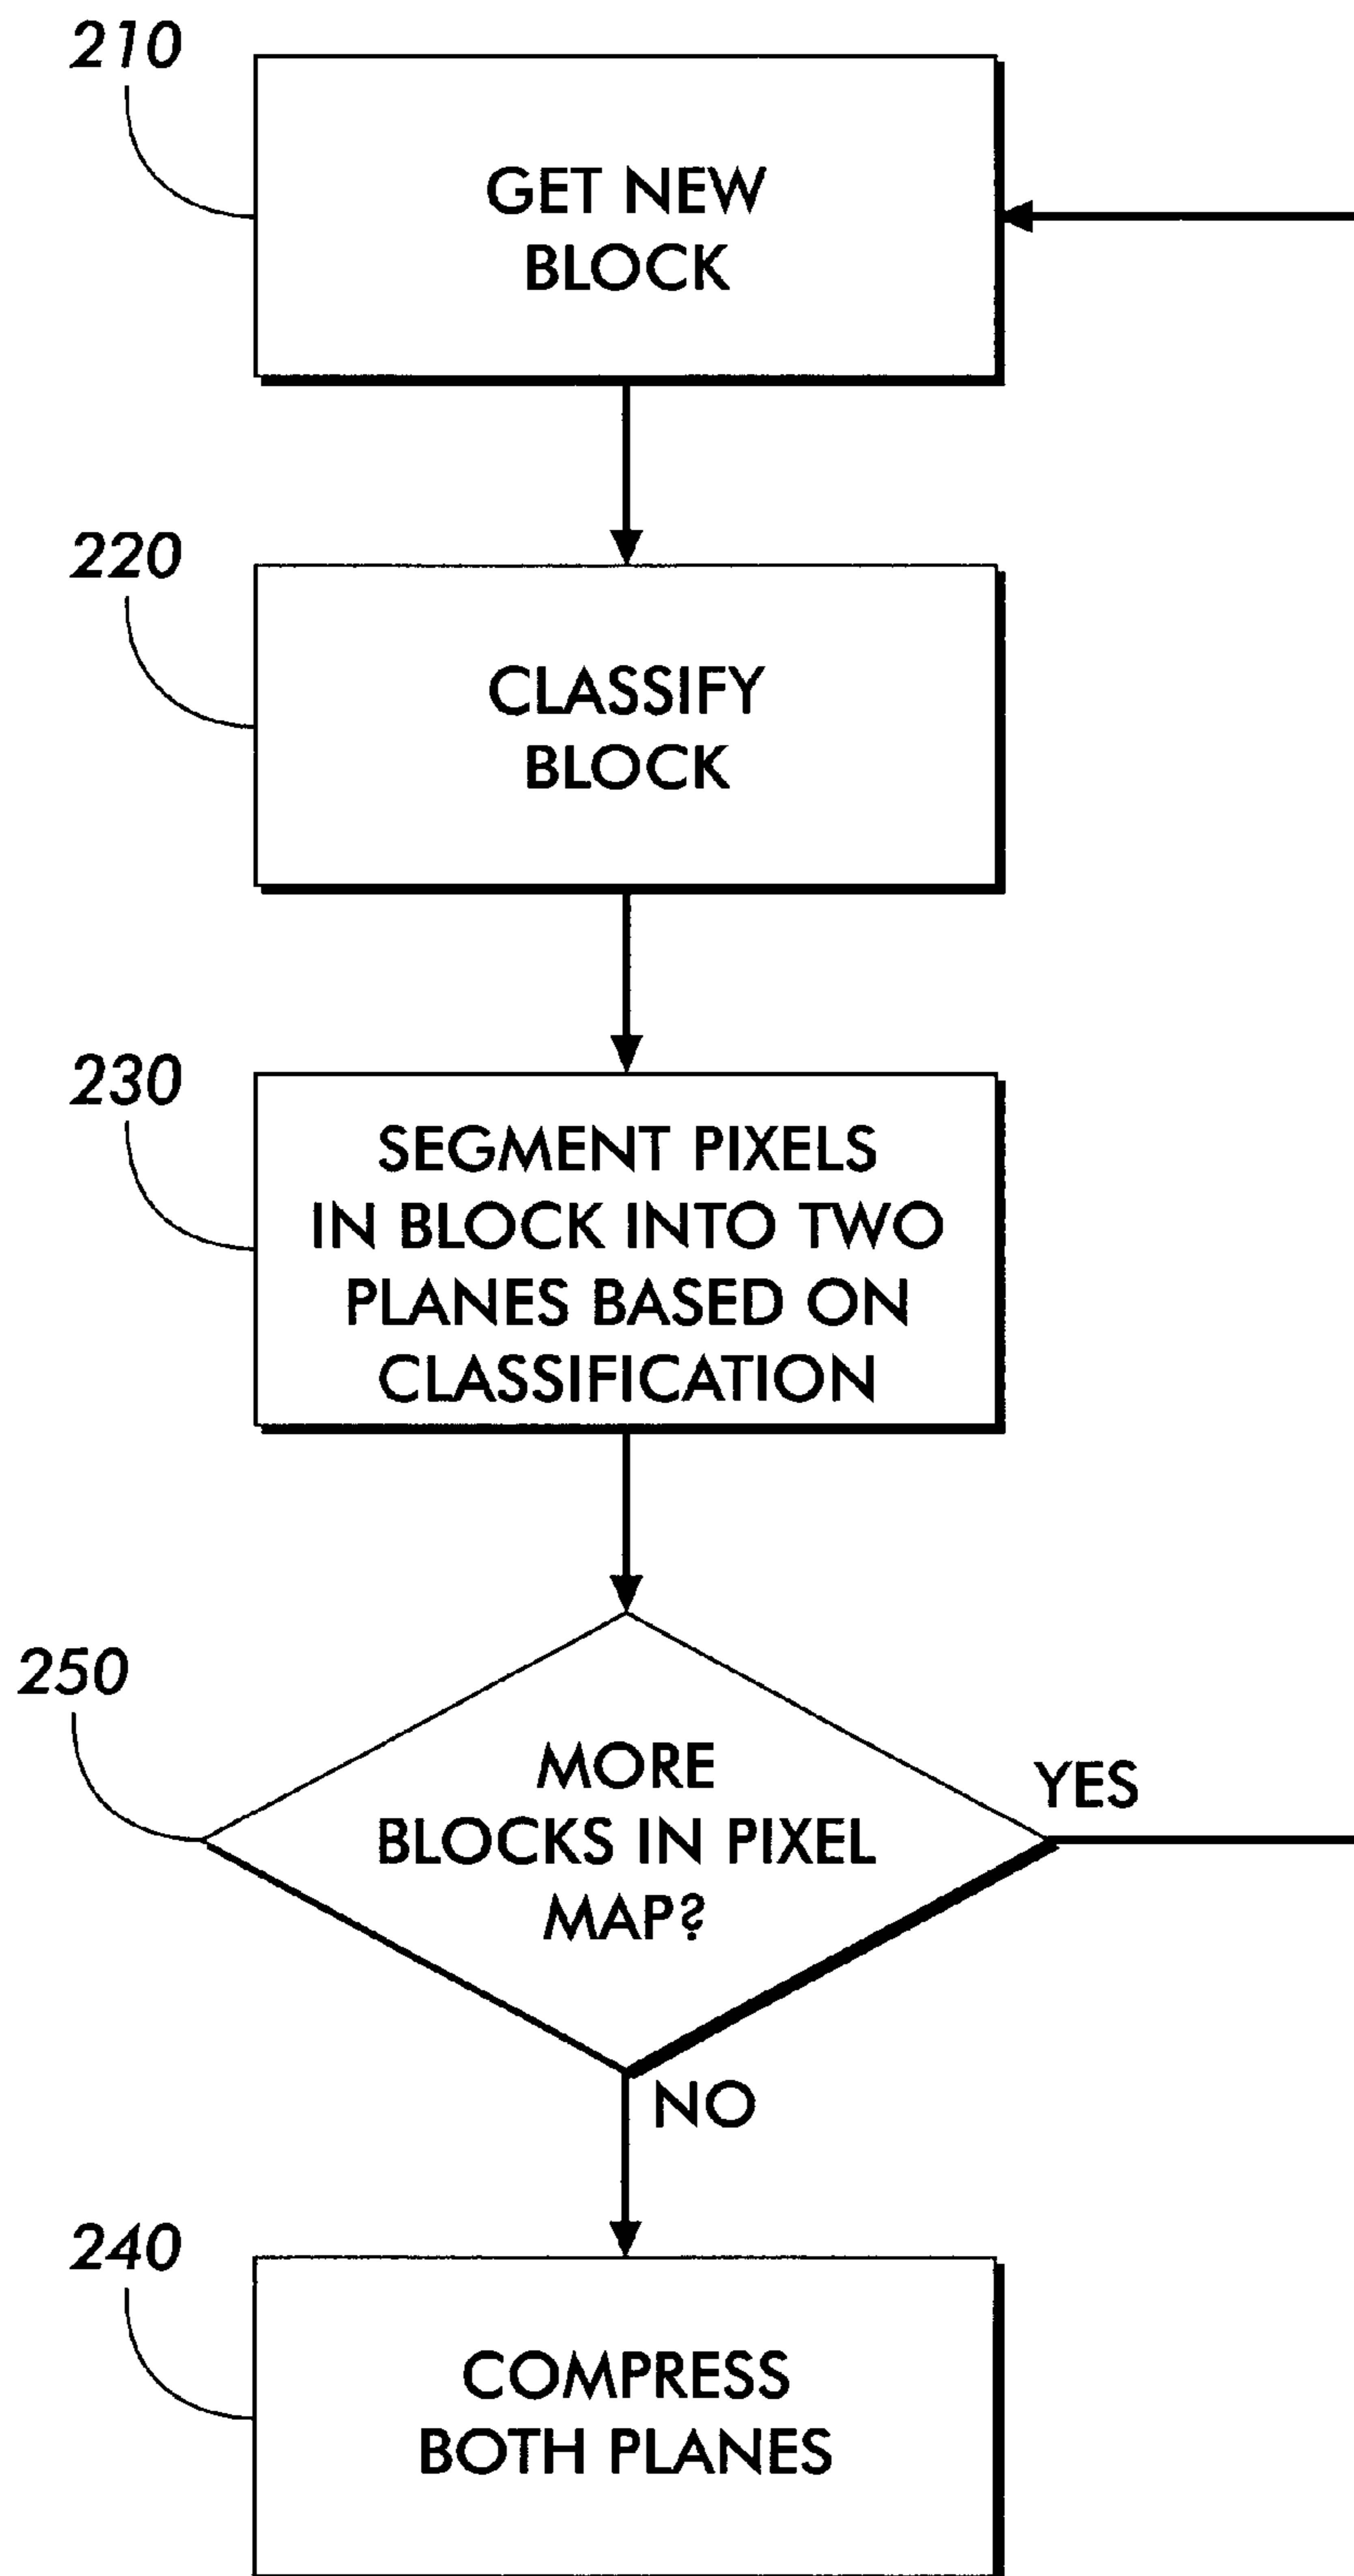 210
GET NEW
BLOCK
220
CLASSIFY
BLOCK
230
SEGMENT PIXELS
IN BLOCK INTO TWO
PLANES BASED ON
CLASSIFICATION
250
MORE
BLOCKS IN PIXEL
MAP?
YES
NO
240
COMPRESS
BOTH PLANES